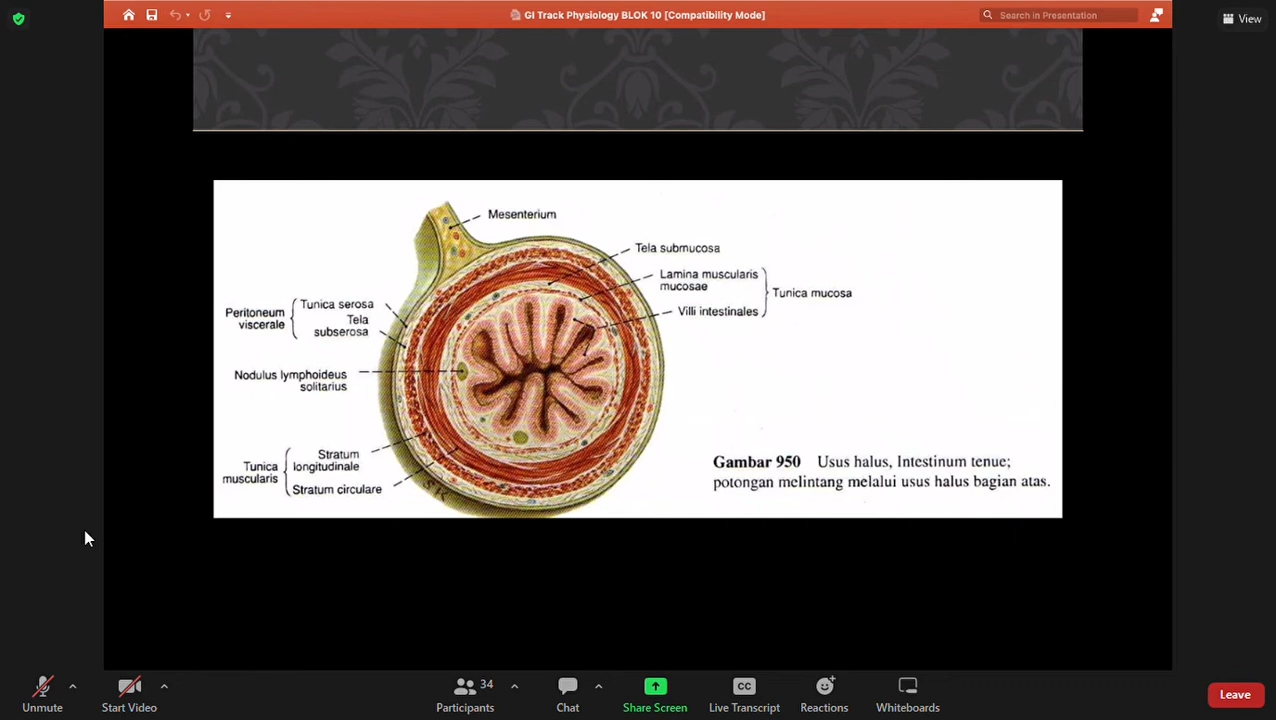 GI Track Physiology BLOK 10 [Compatibility Mode]
Search in Presentation
View
Mesenterium
Tela submucosa
Lamina muscularis
mucosae
Tunica mucosa
Villi intestinales
Peritoneum
viscerale
Tunica serosa
Tela
subserosa
Nodulus lymphoideus
solitarius
Tunica
muscularis
Stratum
longitudinale
Stratum circulare
Gambar 950 Usus halus, Intestinum tenue;
potongan melintang melalui usus halus bagian atas.
Unmute
Start Video
34
Participants
Chat
Share Screen
CC
Live Transcript
Reactions
Whiteboards
Leave